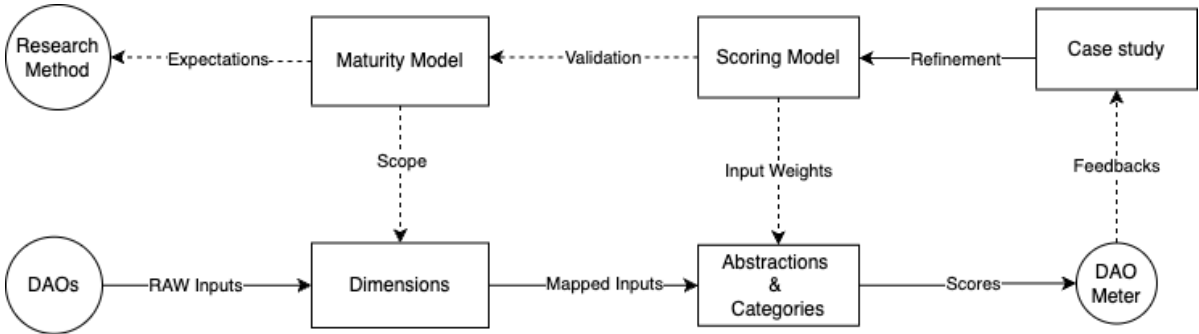 Research
Method
Expectations
Maturity Model
Validation
Scoring Model
Refinement
Case study
Scope
Input Weights
Feedbacks
DAOs
RAW Inputs
Dimensions
Mapped Inputs
Abstractions
&
Categories
Scores
DAO
Meter